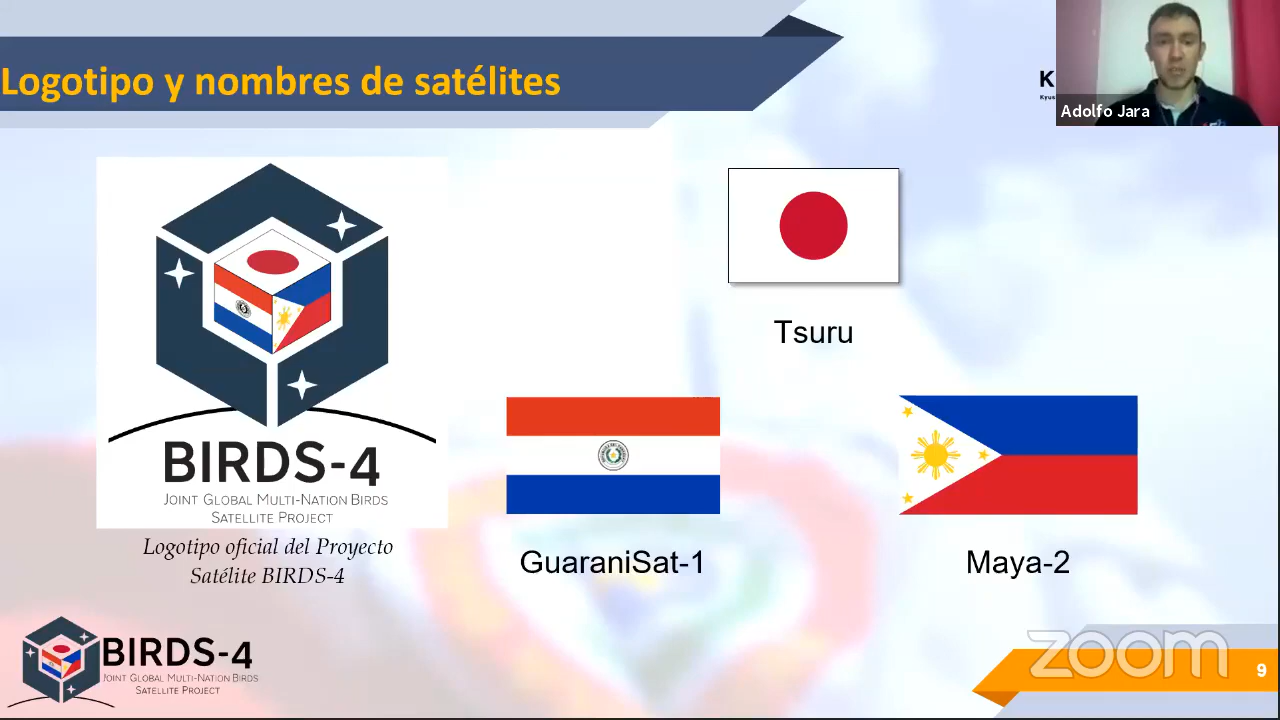 Logotipo y nombres de satélites
K
Kyus
Adolfo Jara
BIRDS-4
JOINT GLOBAL MULTI-NATION BIRDS
SATELLITE PROJECT
Logotipo oficial del Proyecto
Satélite BIRDS-4
Tsuru
GuaraniSat-1
Maya-2
BIRDS-4
JOINT GLOBAL MULTI-NATION BIRDS
SATELLITE PROJECT
zoom
9